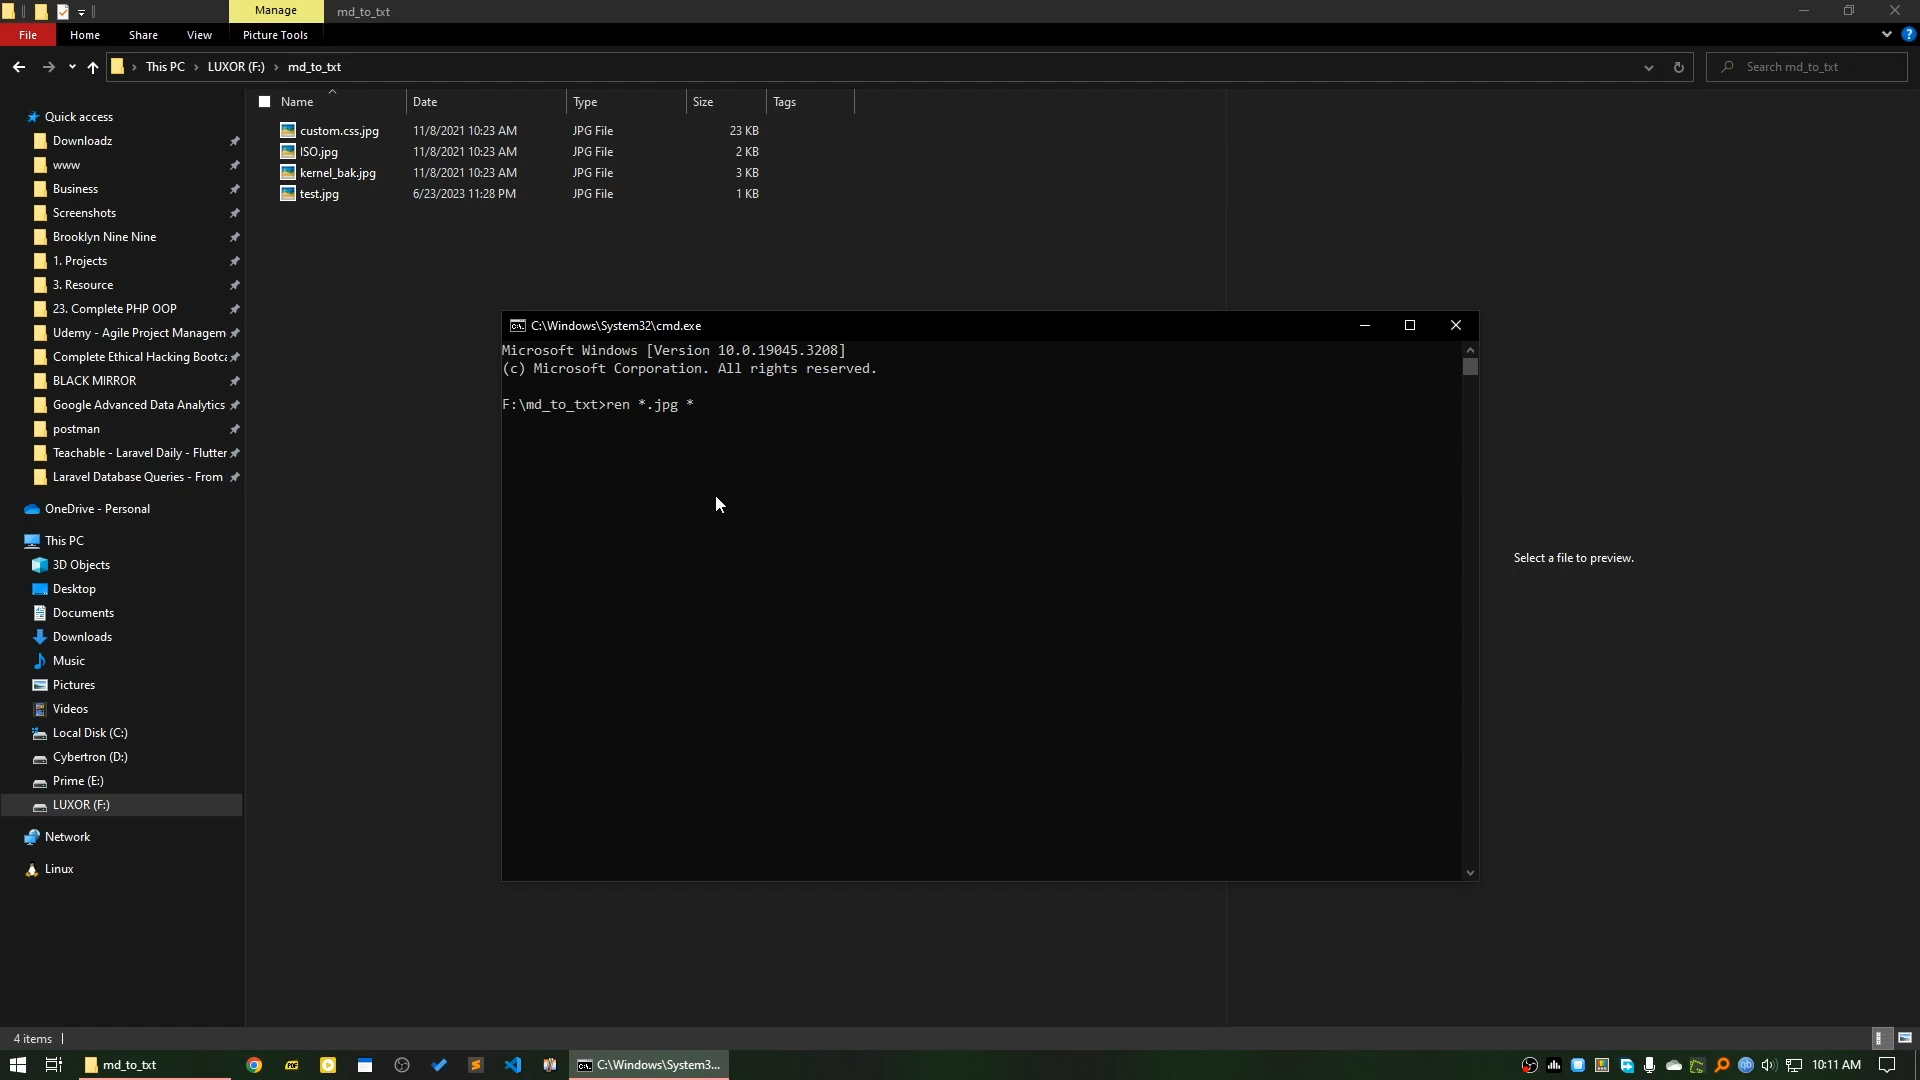 Manage
md_to_txt
File
Home
Share
View
Picture Tools
This PC
LUXOR (F:)
md_to_txt
Search md_to_txt
Name
Date
Type
Size
Tags
custom.css.jpg 11/8/2021 10:23 AM JPG File 23 KB
ISO.jpg 11/8/2021 10:23 AM JPG File 2 KB
kernel_bak.jpg 11/8/2021 10:23 AM JPG File 3 KB
test.jpg 6/23/2023 11:28 PM JPG File 1 KB
Quick access
Downloadz
www
Business
Screenshots
Brooklyn Nine Nine
1. Projects
3. Resource
23. Complete PHP OOP
Udemy - Agile Project Managem
Complete Ethical Hacking Bootca
BLACK MIRROR
Google Advanced Data Analytics
postman
Teachable - Laravel Daily - Flutter
Laravel Database Queries - From
OneDrive - Personal
This PC
3D Objects
Desktop
Documents
Downloads
Music
Pictures
Videos
Local Disk (C:)
Cybertron (D:)
Prime (E:)
LUXOR (F:)
Network
Linux
C:\Windows\System32\cmd.exe
Microsoft Windows [Version 10.0.19045.3208]
(c) Microsoft Corporation. All rights reserved.
F:\md_to_txt>ren *.jpg *
Select a file to preview.
4 items
md_to_txt
C:\Windows\System3...
10:11 AM